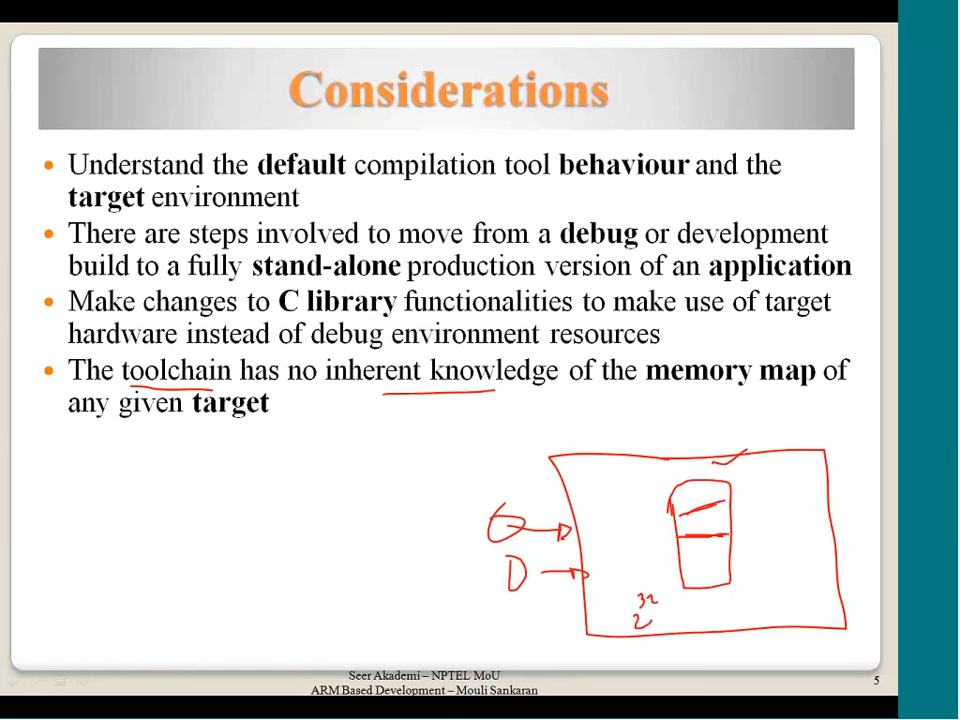 Considerations
• Understand the default compilation tool behaviour and the
target environment
• There are steps involved to move from a debug or development
build to a fully stand-alone production version of an application
• Make changes to C library functionalities to make use of target
hardware instead of debug environment resources
• The toolchain has no inherent knowledge of the memory map of
any given target
D
2^32
Seer Akademi – NPTEL MoU
ARM Based Development – Mouli Sankaran
5